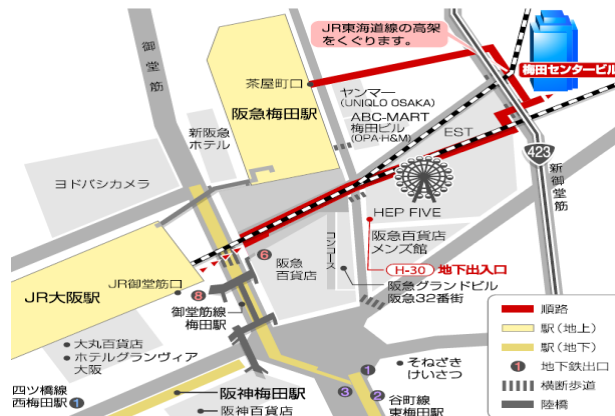 JR東海道線の高架
をくぐります。
御堂筋
茶屋町口
梅田センタービル
阪急梅田駅
ヤンマー
(UNIQLO OSAKA)
ABC-MART
梅田ビル
(OPA・H&M)
EST
新阪急
ホテル
423
新御堂筋
ヨドバシカメラ
HEP FIVE
阪急百貨店
メンズ館
コンコース
6
阪急
百貨店
H-30 地下出入口
JR御堂筋口
JR大阪駅
8
阪急グランドビル
阪急32番街
御堂筋線
梅田駅
大丸百貨店
ホテルグランヴィア
大阪
そねざき
けいさつ
四ツ橋線
西梅田駅
1
阪神梅田駅
阪神百貨店
1
3
2
谷町線
東梅田駅
順路
駅(地上)
駅(地下)
1 地下鉄出口
横断歩道
陸橋